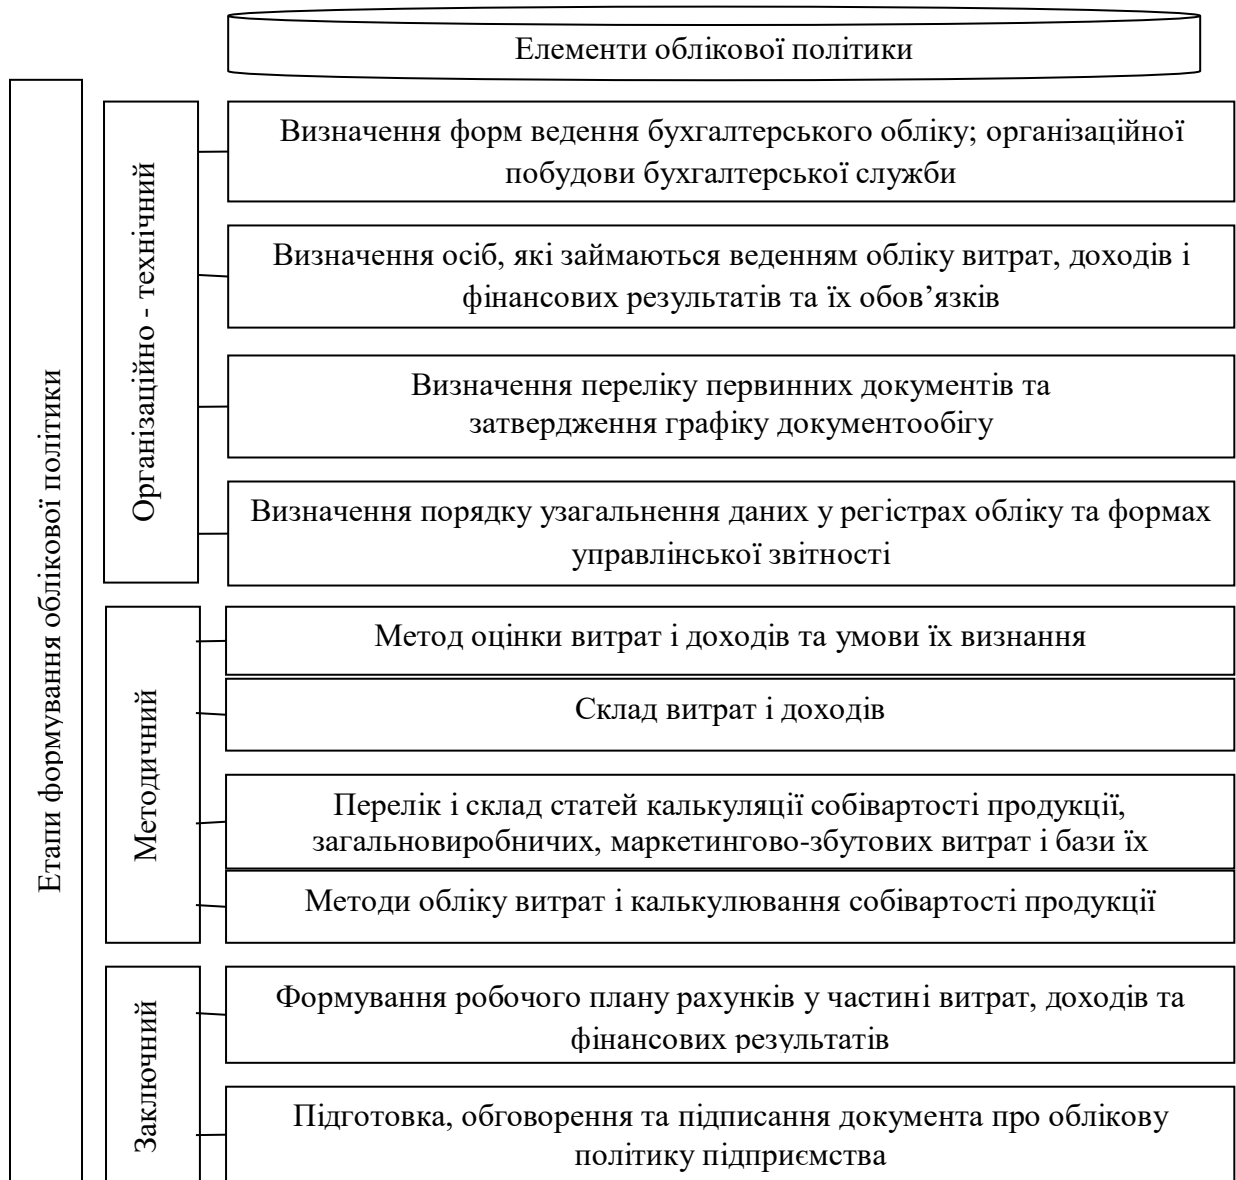 Елементи облікової політики
Етапи формування облікової політики
Організаційно - технічний
Визначення форм ведення бухгалтерського обліку; організаційної
побудови бухгалтерської служби
Визначення осіб, які займаються веденням обліку витрат, доходів і
фінансових результатів та їх обов’язків
Визначення переліку первинних документів та
затвердження графіку документообігу
Визначення порядку узагальнення даних у регістрах обліку та формах
управлінської звітності
Методичний
Метод оцінки витрат і доходів та умови їх визнання
Склад витрат і доходів
Перелік і склад статей калькуляції собівартості продукції,
загальновиробничих, маркетингово-збутових витрат і бази їх
Методи обліку витрат і калькулювання собівартості продукції
Заключний
Формування робочого плану рахунків у частині витрат, доходів та
фінансових результатів
Підготовка, обговорення та підписання документа про облікову
політику підприємства